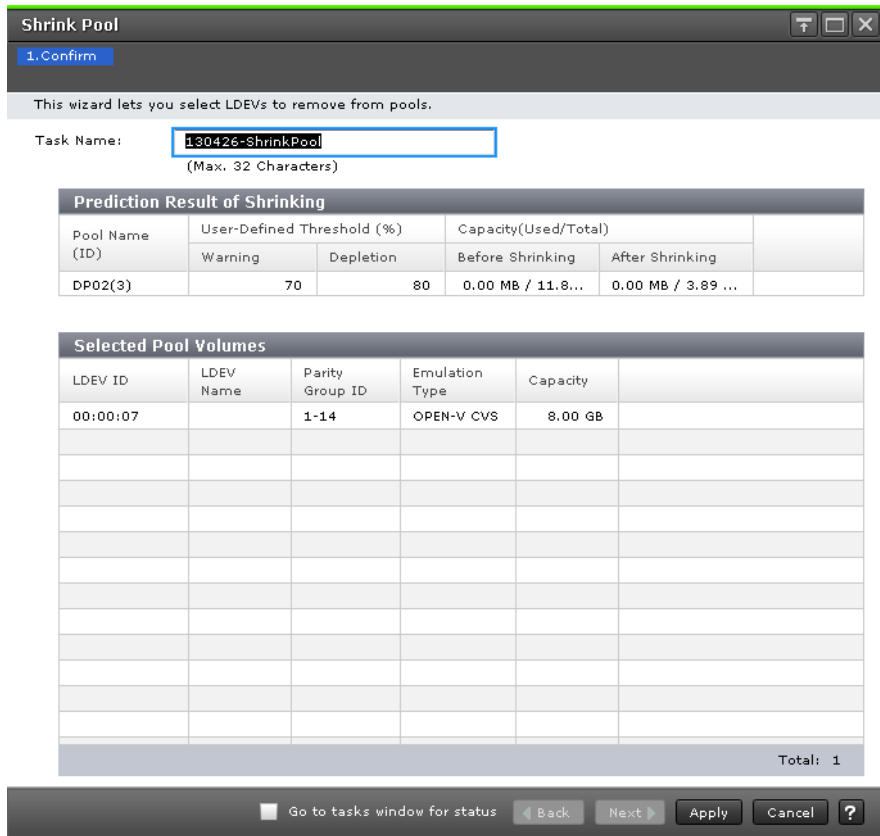 Shrink Pool
1.Confirm
This wizard lets you select LDEVs to remove from pools.
Task Name: 130426-ShrinkPool
(Max. 32 Characters)
Prediction Result of Shrinking
Pool Name (ID) User-Defined Threshold (%) Capacity(Used/Total)
Warning Depletion Before Shrinking After Shrinking
DP02(3) 70 80 0.00 MB / 11.8... 0.00 MB / 3.89 ...
Selected Pool Volumes
LDEV ID LDEV Name Parity Group ID Emulation Type Capacity
00:00:07 1-14 OPEN-V CVS 8.00 GB
Total: 1
Go to tasks window for status Back Next Apply Cancel ?